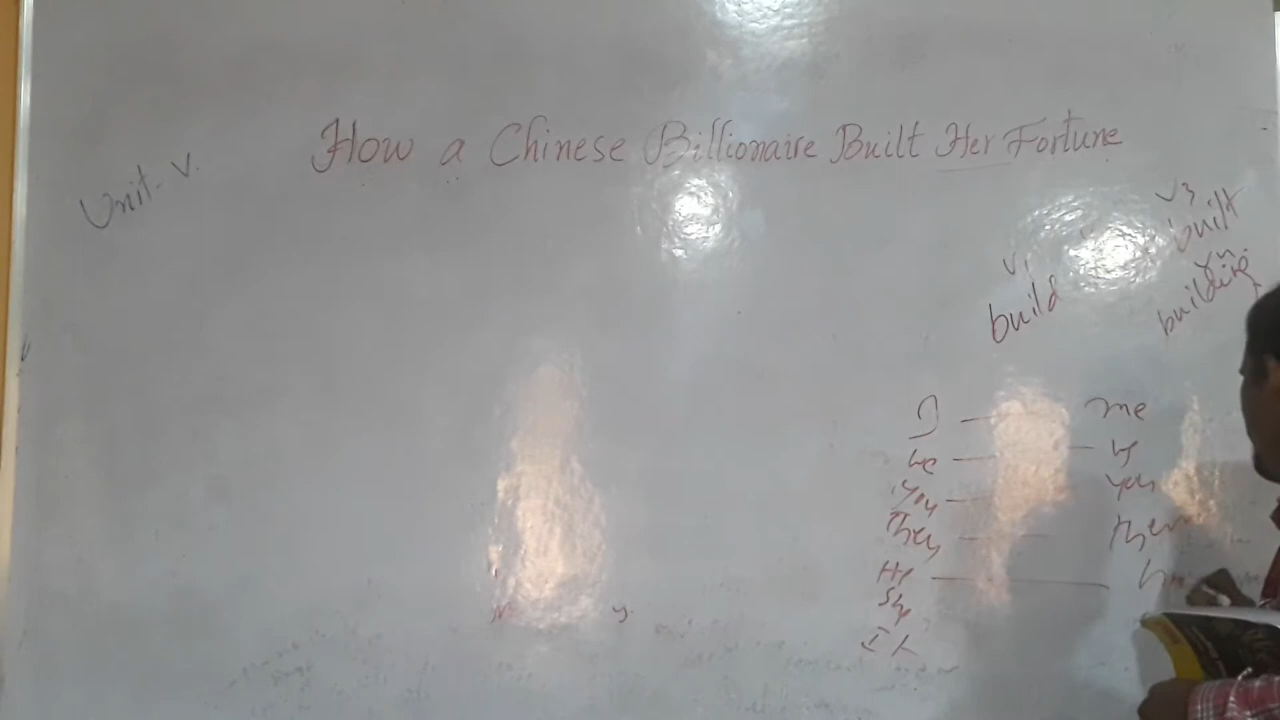 How a Chinese Billionaire Built Her Fortune
Unit - V.
V1 V3
build built
building
I — me
we — us
You — you
They — them
He —
She
It